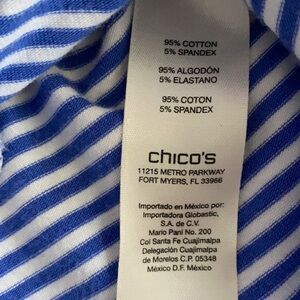 95% COTTON
5% SPANDEX
95% ALGODÓN
5% ELASTANO
95% COTON
5% SPANDEX
chico's
11215 METRO PARKWAY
FORT MYERS, FL 33966
Importado en México por:
Importadora Globastic,
S.A. de C.V.
Mario Pani No. 200
Col Santa Fe Cuajimalpa
Delegación Cuajimalpa
de Morelos C.P. 05348
México D.F. México